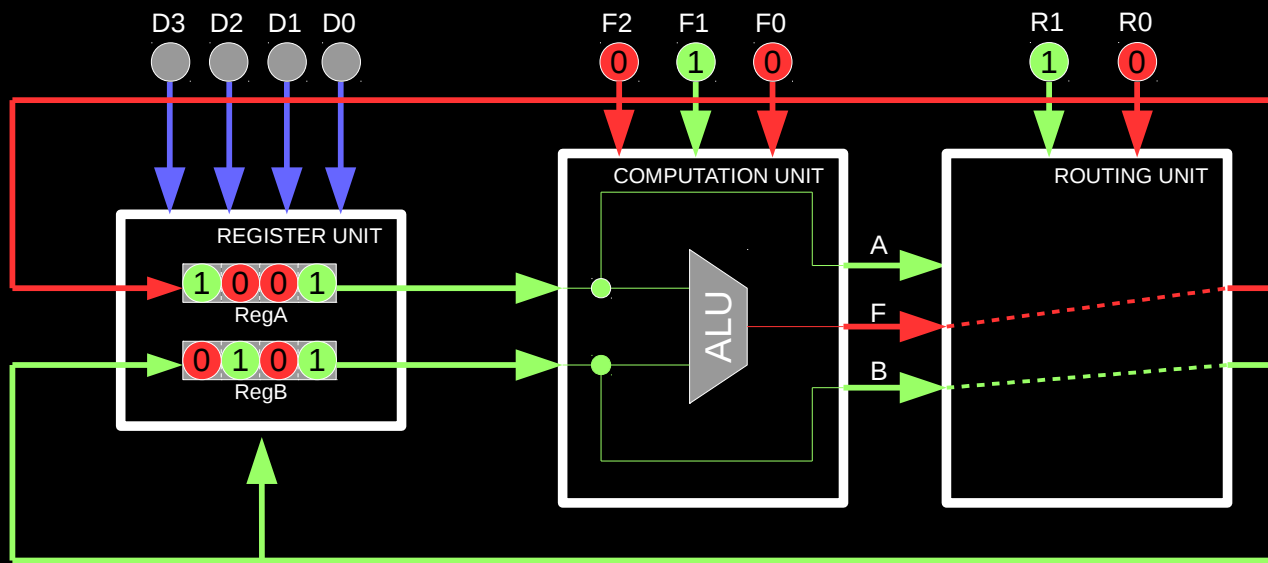 D3 D2 D1 D0 F2 F1 F0 R1 R0
0 1 0 1 0
COMPUTATION UNIT ROUTING UNIT
REGISTER UNIT
A
1 0 0 1
RegA
F
ALU
0 1 0 1
B
RegB